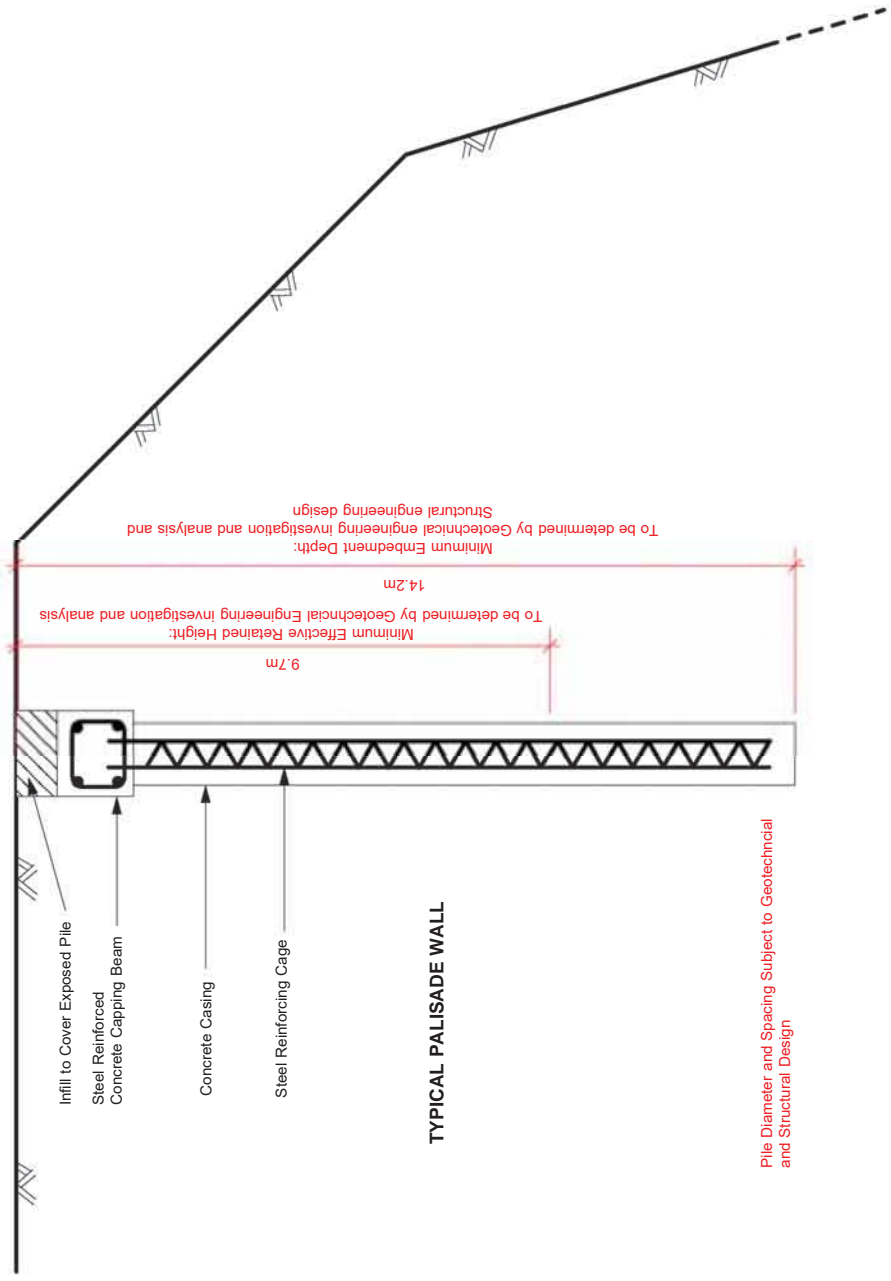 Infill to Cover Exposed Pile
Steel Reinforced
Concrete Capping Beam
Concrete Casing
Steel Reinforcing Cage
TYPICAL PALISADE WALL
Pile Diameter and Spacing Subject to Geotechncial
and Structural Design
9.7m
Minimum Effective Retained Height:
To be determined by Geotechncial Engineering investigation and analysis
14.2m
Minimum Embedment Depth:
To be determined by Geotechnical engineering investigation and analysis and
Structural engineering design